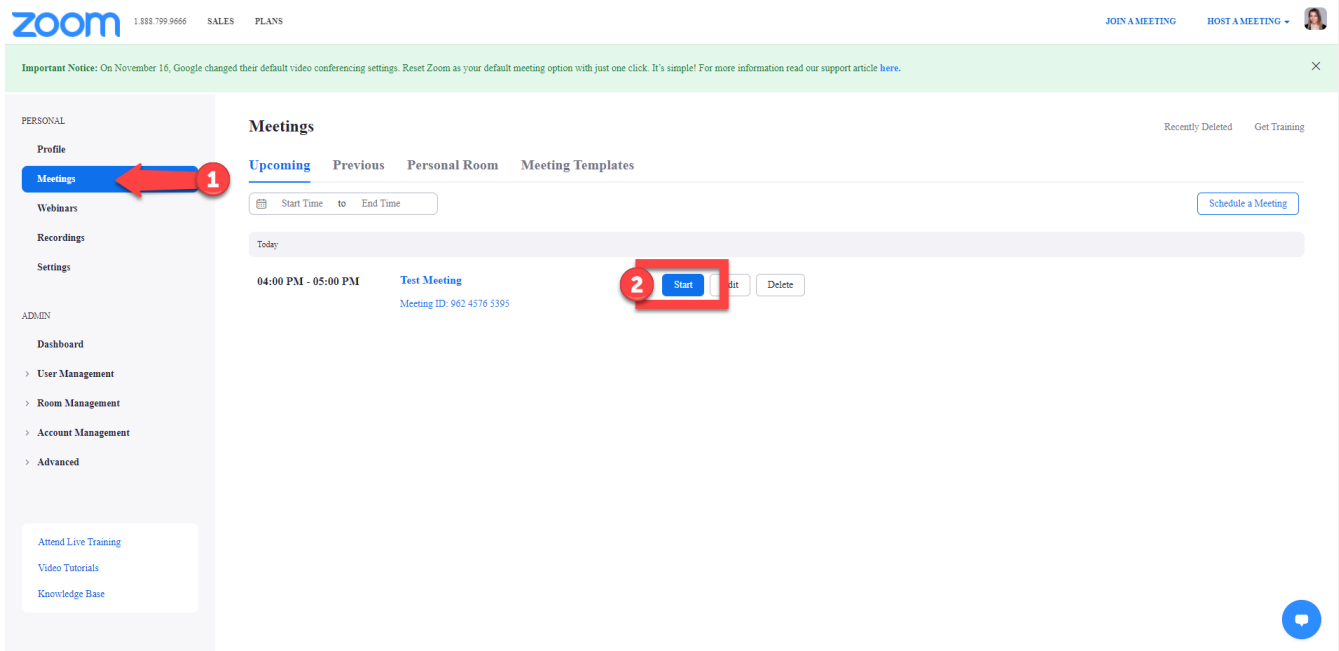 zoom 1.888.799.9666 SALES PLANS JOIN A MEETING HOST A MEETING
Important Notice: On November 16, Google changed their default video conferencing settings. Reset Zoom as your default meeting option with just one click. It's simple! For more information read our support article here.
PERSONAL
Profile
Meetings
1
Webinars
Recordings
Settings
ADMIN
Dashboard
User Management
Room Management
Account Management
Advanced
Attend Live Training
Video Tutorials
Knowledge Base
Meetings
Recently Deleted Get Training
Upcoming Previous Personal Room Meeting Templates
Start Time to End Time
Schedule a Meeting
Today
04:00 PM - 05:00 PM Test Meeting 2 Start dit Delete
Meeting ID: 962 4576 5395